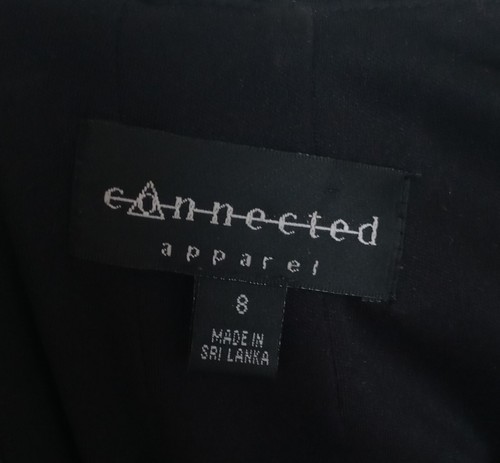 connected
apparel
8
MADE IN
SRI LANKA